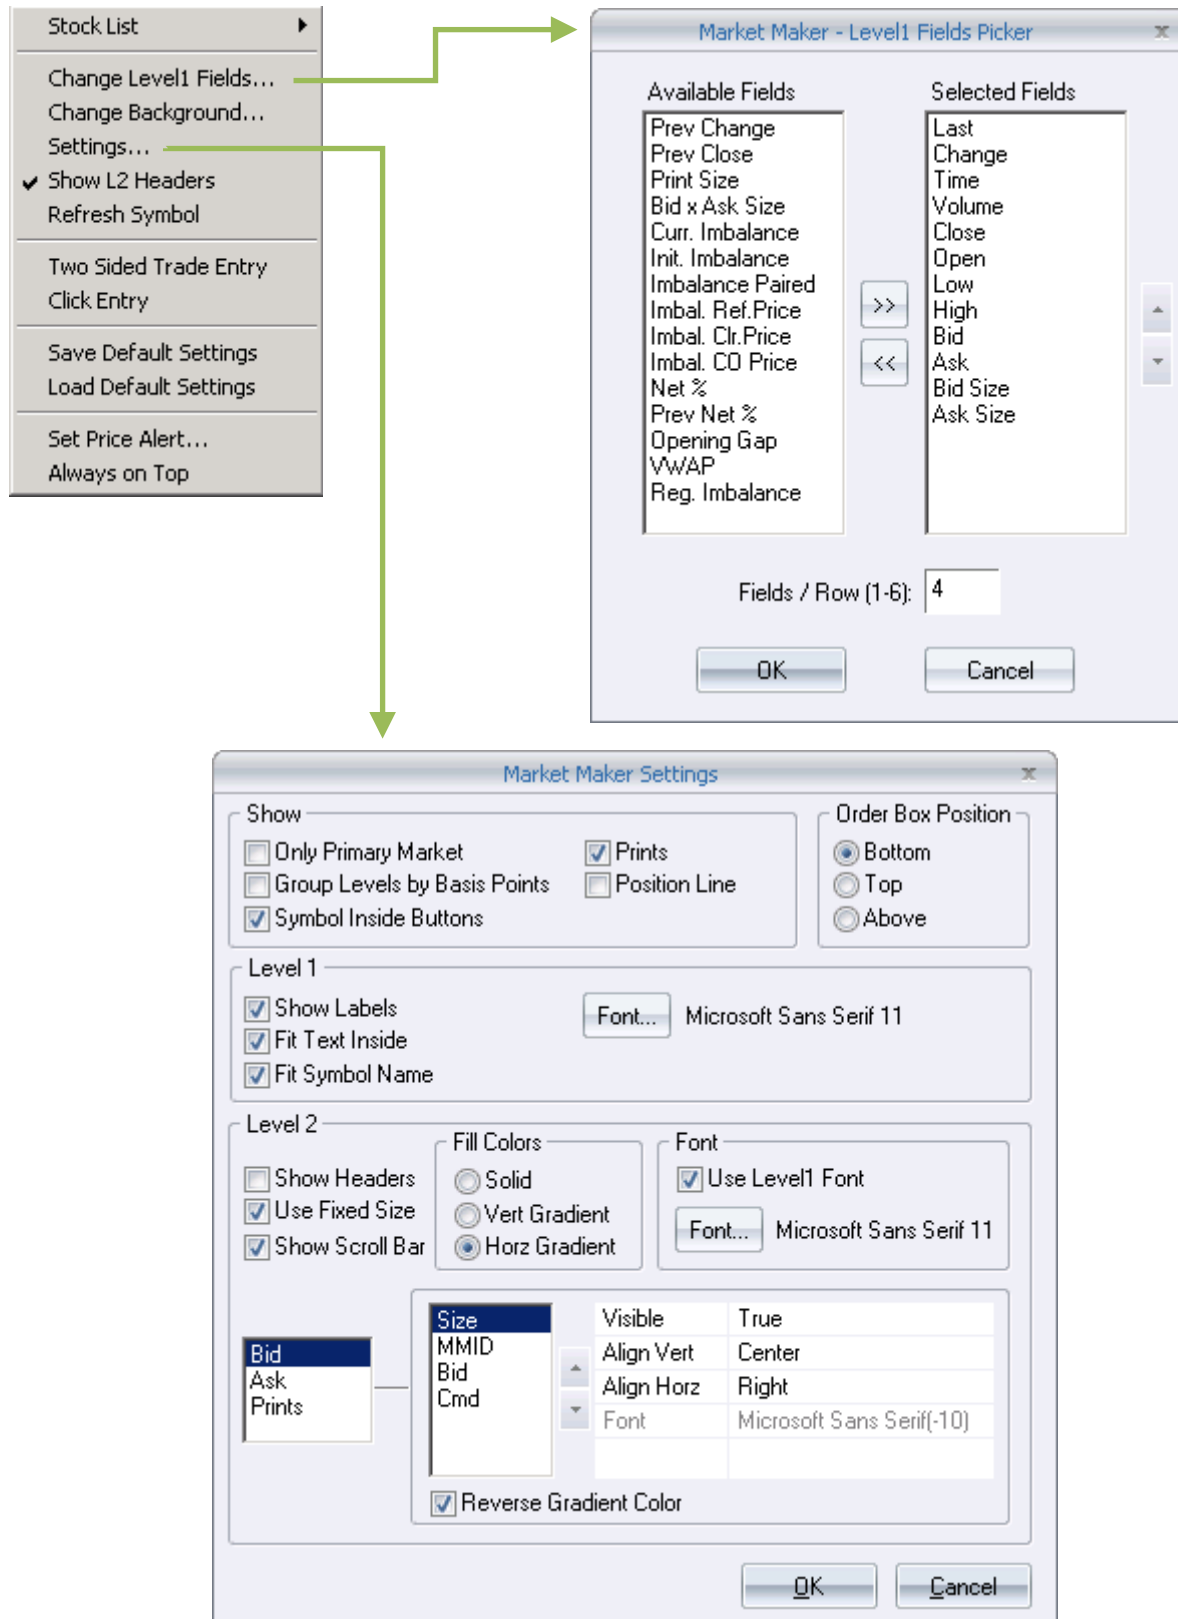 Stock List
Change Level1 Fields...
Change Background...
Settings...
Show L2 Headers
Refresh Symbol
Two Sided Trade Entry
Click Entry
Save Default Settings
Load Default Settings
Set Price Alert...
Always on Top
Market Maker - Level1 Fields Picker
x
Available Fields
Prev Change
Prev Close
Print Size
Bid x Ask Size
Curr. Imbalance
Init. Imbalance
Imbalance Paired
Imbal. Ref.Price
Imbal. Clr.Price
Imbal. CO Price
Net %
Prev Net %
Opening Gap
VWAP
Reg. Imbalance
>>
<<
Selected Fields
Last
Change
Time
Volume
Close
Open
Low
High
Bid
Ask
Bid Size
Ask Size
Fields / Row (1-6): 4
OK Cancel
Market Maker Settings
x
Show
Only Primary Market
Group Levels by Basis Points
Symbol Inside Buttons
Prints
Position Line
Order Box Position
Bottom
Top
Above
Level 1
Show Labels
Fit Text Inside
Fit Symbol Name
Font... Microsoft Sans Serif 11
Level 2
Show Headers
Use Fixed Size
Show Scroll Bar
Fill Colors
Solid
Vert Gradient
Horz Gradient
Font
Use Level1 Font
Font... Microsoft Sans Serif 11
Bid
Ask
Prints
Size
MMID
Bid
Cmd
Visible True
Align Vert Center
Align Horz Right
Font Microsoft Sans Serif(-10)
Reverse Gradient Color
OK Cancel